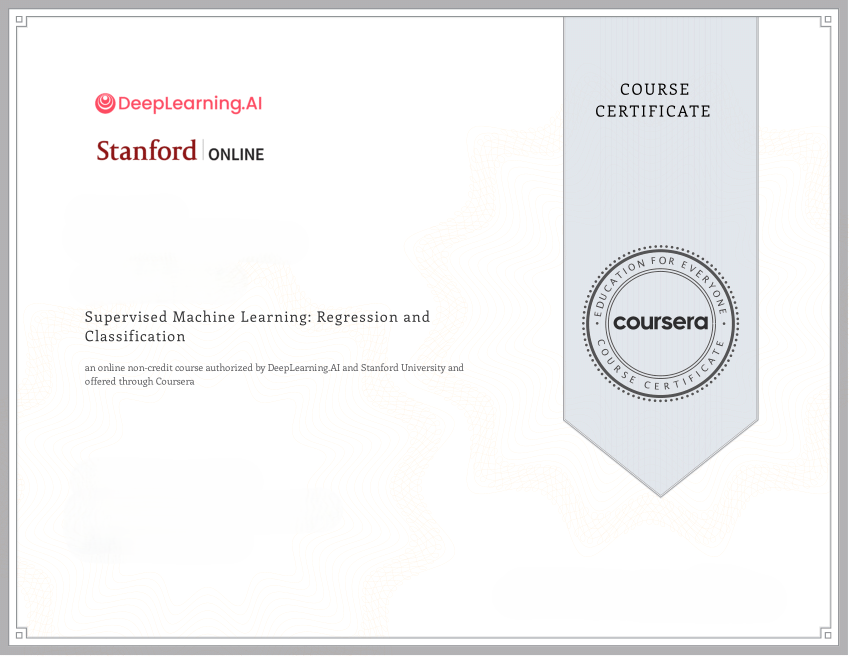 DeepLearning.AI
Stanford | ONLINE
COURSE
CERTIFICATE
EDUCATION FOR EVERYONE
coursera
COURSE CERTIFICATE
Supervised Machine Learning: Regression and
Classification
an online non-credit course authorized by DeepLearning.AI and Stanford University and
offered through Coursera